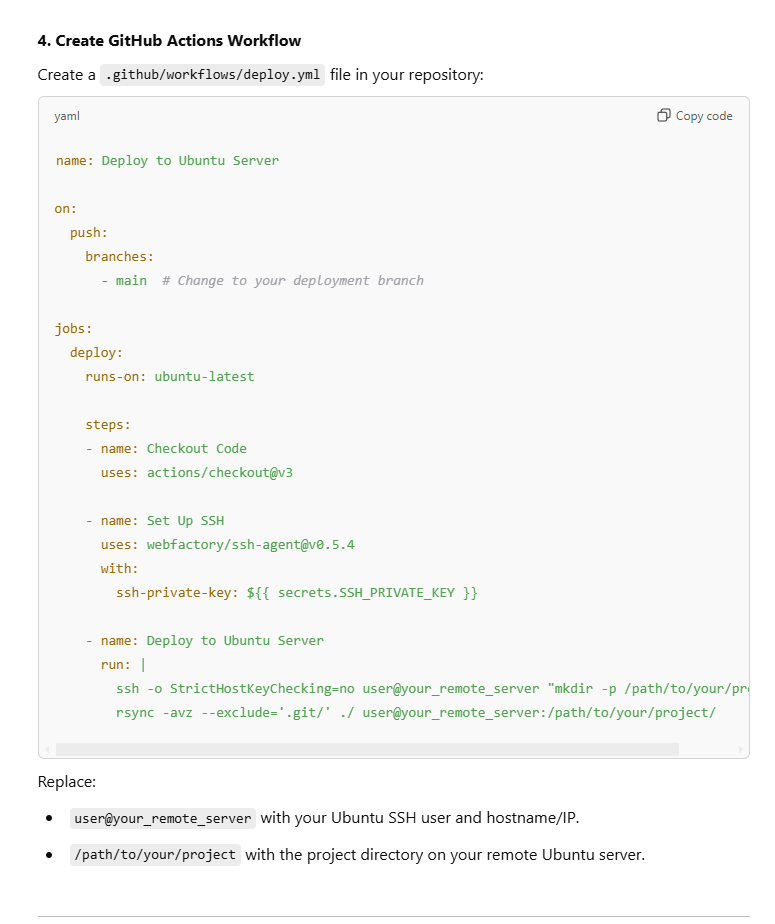 4. Create GitHub Actions Workflow
Create a .github/workflows/deploy.yml file in your repository:
yaml
Copy code
name: Deploy to Ubuntu Server
on:
  push:
    branches:
      - main  # Change to your deployment branch
jobs:
  deploy:
    runs-on: ubuntu-latest
    steps:
    - name: Checkout Code
      uses: actions/checkout@v3
    - name: Set Up SSH
      uses: webfactory/ssh-agent@v0.5.4
      with:
        ssh-private-key: ${{ secrets.SSH_PRIVATE_KEY }}
    - name: Deploy to Ubuntu Server
      run: |
        ssh -o StrictHostKeyChecking=no user@your_remote_server "mkdir -p /path/to/your/pr
        rsync -avz --exclude='.git/' ./ user@your_remote_server:/path/to/your/project/
Replace:
• user@your_remote_server with your Ubuntu SSH user and hostname/IP.
• /path/to/your/project with the project directory on your remote Ubuntu server.